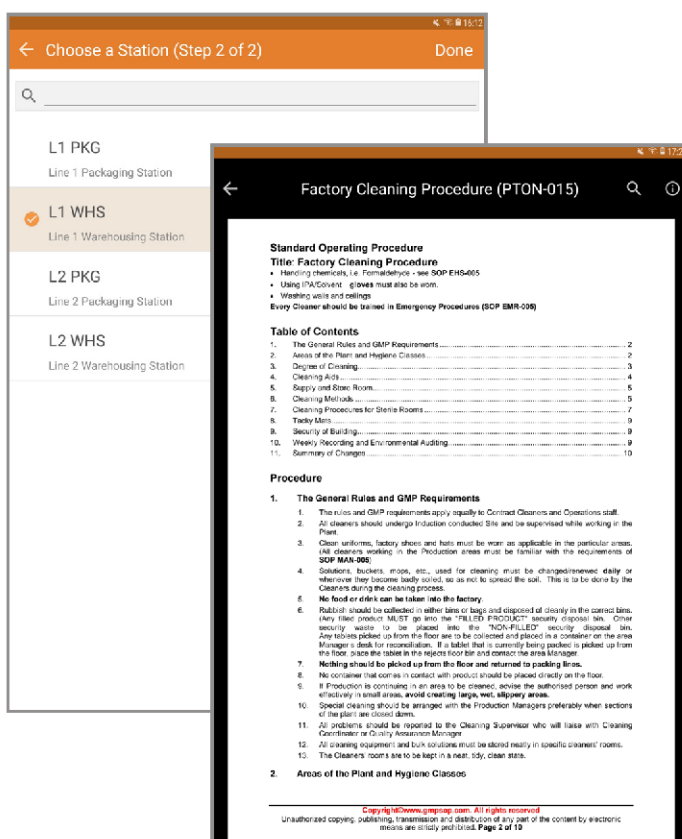 16:12
Choose a Station (Step 2 of 2)
Done
L1 PKG
Line 1 Packaging Station
L1 WHS
Line 1 Warehousing Station
L2 PKG
Line 2 Packaging Station
L2 WHS
Line 2 Warehousing Station
Factory Cleaning Procedure (PTON-015)
Standard Operating Procedure
Title: Factory Cleaning Procedure
• Handling chemicals, i.e. Formaldehyde - see SOP EHS-005
• Using IPA/Solvent gloves must also be worn.
• Washing walls and ceilings
Every Cleaner should be trained in Emergency Procedures (SOP EMR-005)
Table of Contents
1. The General Rules and GMP Requirements 2
2. Areas of the Plant and Hygiene Classes 2
3. Degree of Cleaning 3
4. Cleaning Aids 4
5. Supply and Store Room 5
6. Cleaning Methods 5
7. Cleaning Procedures for Sterile Rooms 7
8. Tacky Mats 9
9. Security of Building 9
10. Weekly Recording and Environmental Auditing 9
11. Summary of Changes 10
Procedure
1. The General Rules and GMP Requirements
1. The rules and GMP requirements apply equally to Contract Cleaners and Operations staff.
2. All cleaners should undergo Induction conducted Site and be supervised while working in the
Plant.
3. Clean uniforms, factory shoes and hats must be worn as applicable in the particular areas.
(All cleaners working in the Production areas must be familiar with the requirements of
SOP MAN-005)
4. Solutions, buckets, mops, etc., used for cleaning must be changed/renewed daily or
whenever they become badly soiled, so as not to spread the soil. This is to be done by the
Cleaners during the cleaning process.
5. No food or drink can be taken into the factory.
6. Rubbish should be collected in either bins or bags and disposed of cleanly in the correct bins.
(Any filled product MUST go into the "FILLED PRODUCT" security disposal bin. Other
security waste to be placed into the "NON-FILLED" security disposal bin.
Any tablets picked up from the floor are to be collected and placed in a container on the area
Manager's desk for reconciliation. If a tablet that is currently being packed is picked up from
the floor, place the tablet in the rejects floor bin and contact the area Manager.
7. Nothing should be picked up from the floor and returned to packing lines.
8. No container that comes in contact with product should be placed directly on the floor.
9. If Production is continuing in an area to be cleaned, advise the authorised person and work
effectively in small areas, avoid creating large, wet, slippery areas.
10. Special cleaning should be arranged with the Production Managers preferably when sections
of the plant are closed down.
11. All problems should be reported to the Cleaning Supervisor who will liaise with Cleaning
Coordinator or Quality Assurance Manager
12. All cleaning equipment and bulk solutions must be stored neatly in specific cleaners' rooms.
13. The Cleaners' rooms are to be kept in a neat, tidy, clean state.
2. Areas of the Plant and Hygiene Classes
Copyright©www.gmpsop.com. All rights reserved
Unauthorized copying, publishing, transmission and distribution of any part of the content by electronic
means are strictly prohibited. Page 2 of 10